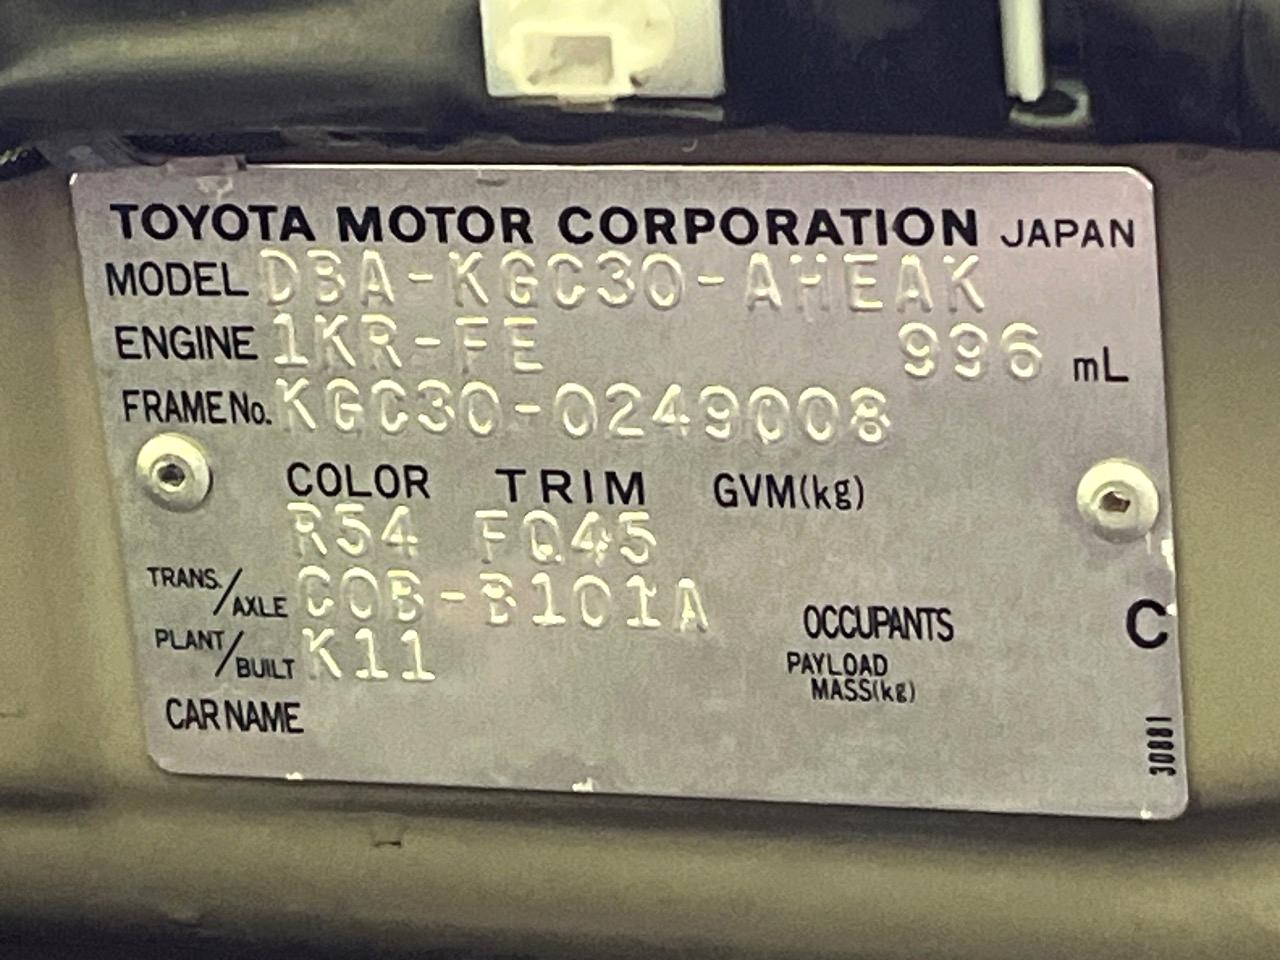 TOYOTA MOTOR CORPORATION JAPAN
MODEL DBA-KGC30-AHEAK
ENGINE 1KR-FE 996 mL
FRAME No. KGC30-0249008
COLOR TRIM GVM(kg)
R54 FQ45
TRANS./AXLE C0B-B101A
PLANT/BUILT K11
OCCUPANTS C
PAYLOAD
MASS(kg)
CAR NAME
30881